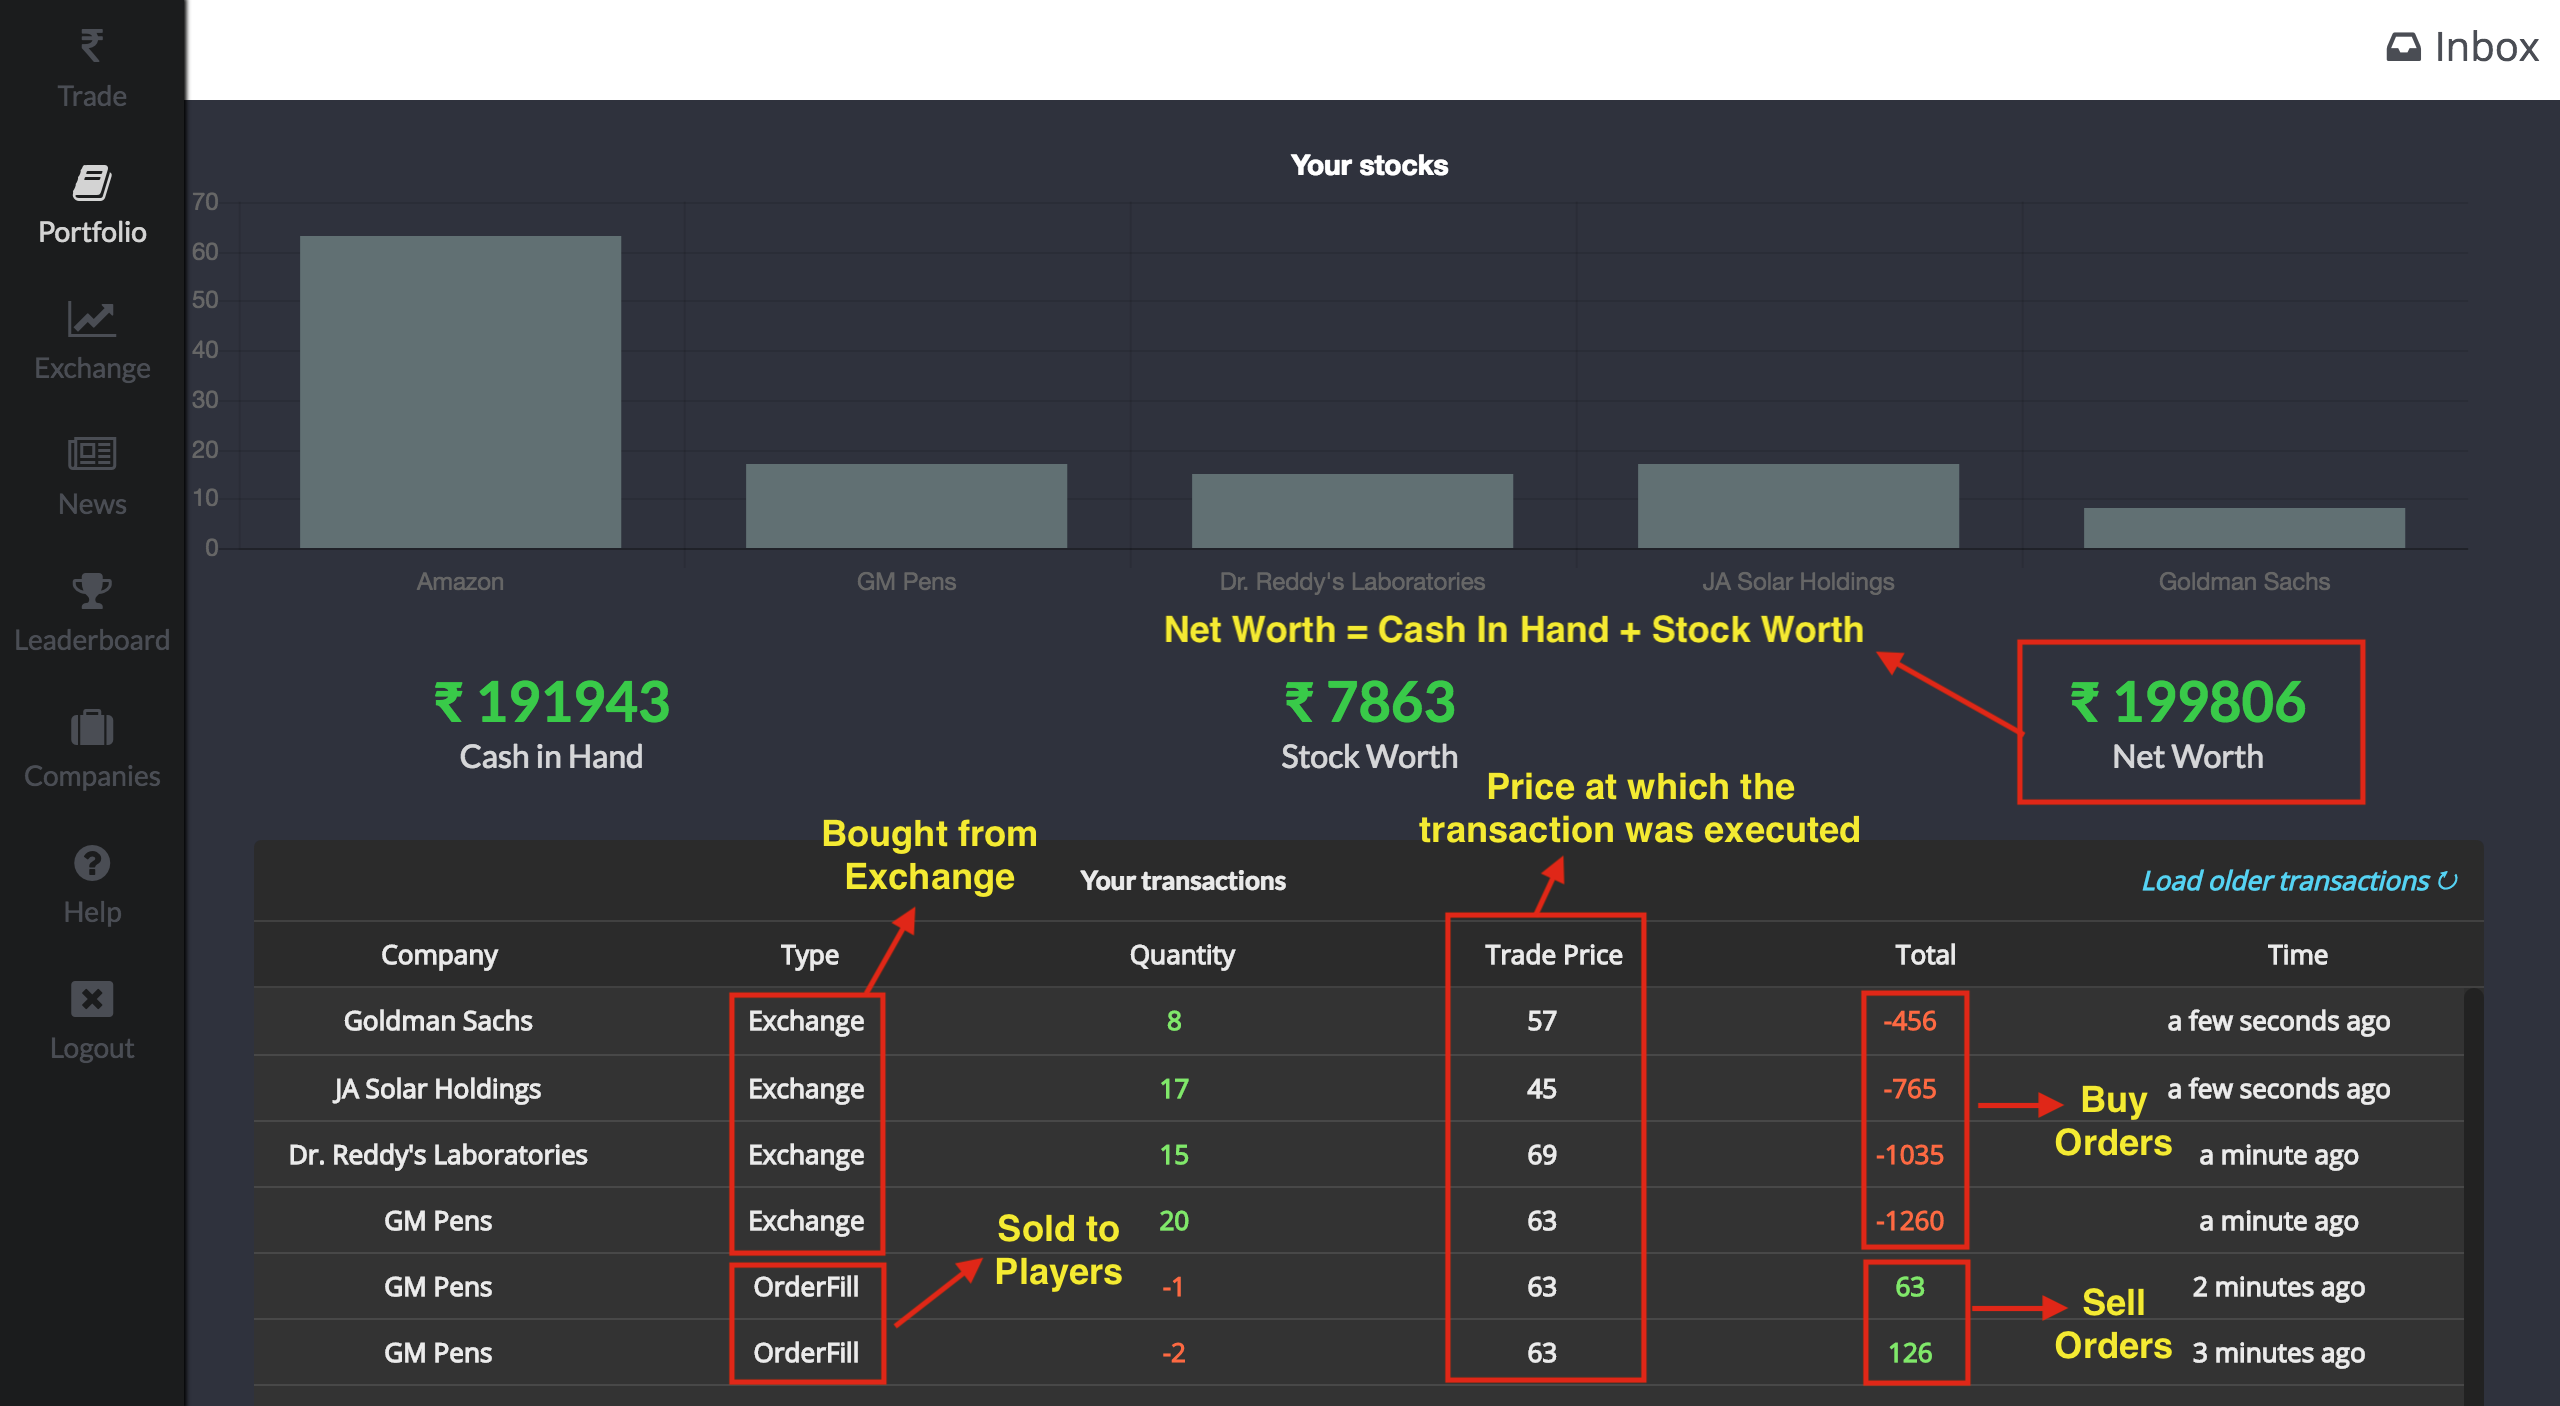 Trade
Portfolio
Exchange
News
Leaderboard
Companies
Help
Logout
Inbox
Your stocks
70
60
50
40
30
20
10
0
Amazon GM Pens Dr. Reddy's Laboratories JA Solar Holdings Goldman Sachs
Net Worth = Cash In Hand + Stock Worth
₹ 191943 ₹ 7863 ₹ 199806
Cash in Hand Stock Worth Net Worth
Price at which the
transaction was executed
Bought from
Exchange
Your transactions Load older transactions
Company Type Quantity Trade Price Total Time
Goldman Sachs Exchange 8 57 -456 a few seconds ago
JA Solar Holdings Exchange 17 45 -765 a few seconds ago
Buy
Orders
Dr. Reddy's Laboratories Exchange 15 69 -1035 a minute ago
GM Pens Exchange 20 63 -1260 a minute ago
Sold to
Players
GM Pens OrderFill -1 63 63 2 minutes ago
Sell
Orders
GM Pens OrderFill -2 63 126 3 minutes ago